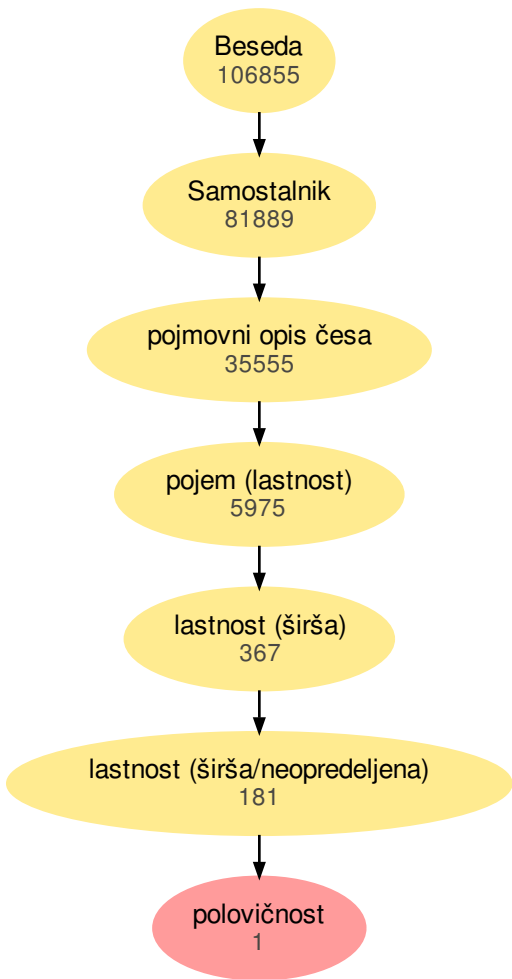 Beseda
106855
Samostalnik
81889
pojmovni opis česa
35555
pojem (lastnost)
5975
lastnost (širša)
367
lastnost (širša/neopredeljena)
181
polovičnost
1